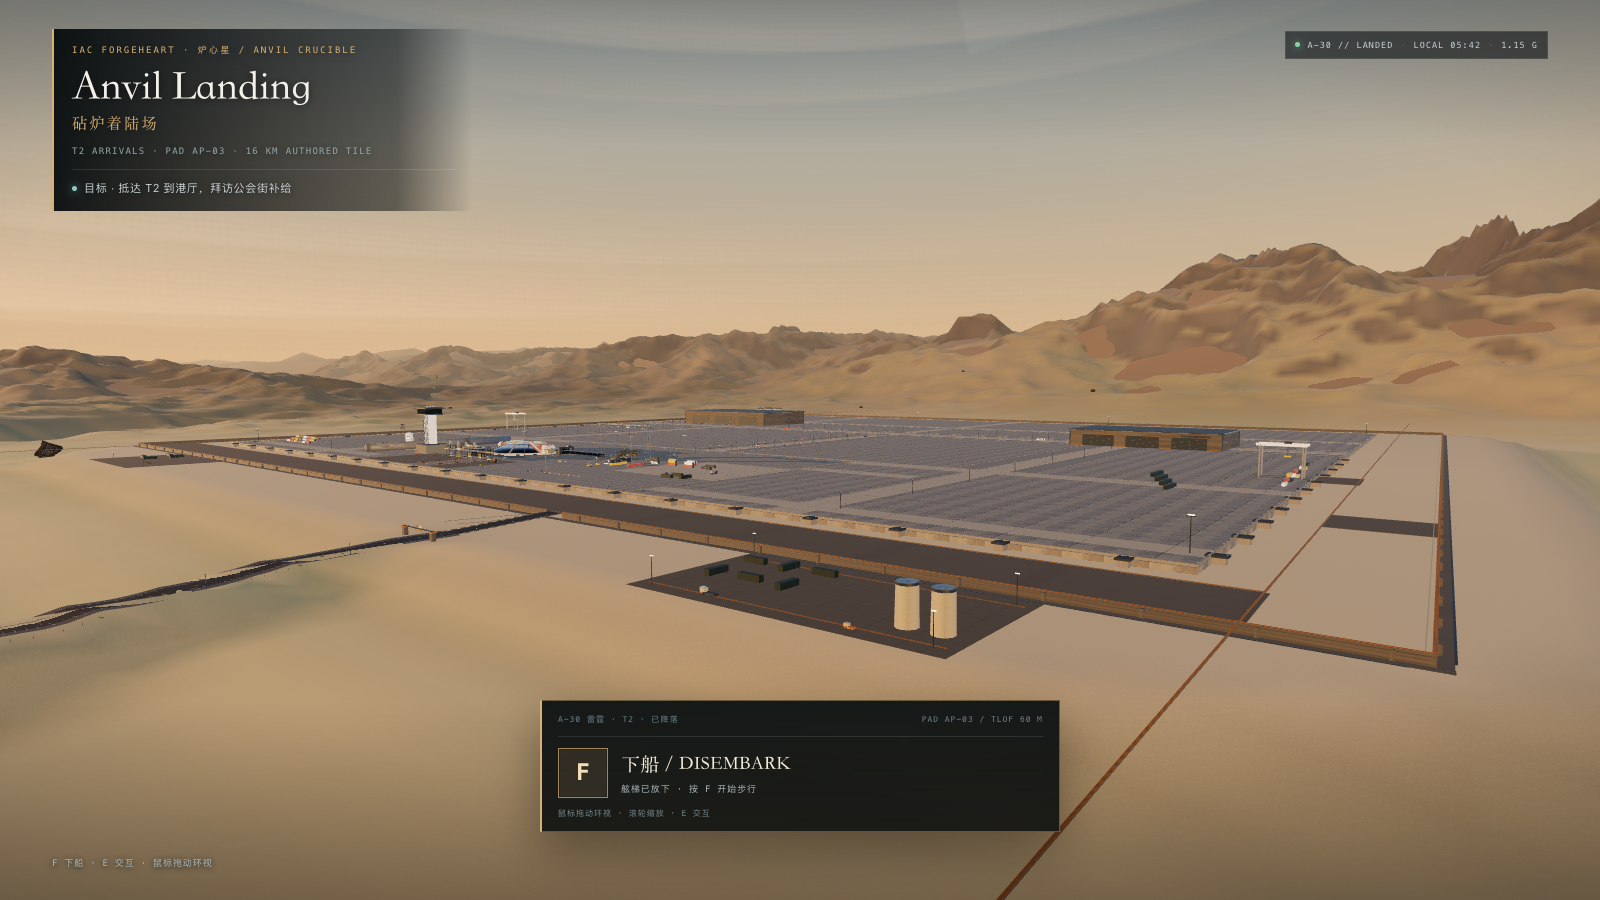 IAC FORGEHEART · 炉心星 / ANVIL CRUCIBLE
Anvil Landing
砧炉着陆场
T2 ARRIVALS · PAD AP-03 · 16 KM AUTHORED TILE
目标 · 抵达 T2 到港厅，拜访公会街补给
A-30 // LANDED · LOCAL 05:42 · 1.15 G
A-30 雷霆 · T2 · 已降落
PAD AP-03 / TLOF 60 M
F
下船 / DISEMBARK
舷梯已放下 · 按 F 开始步行
鼠标拖动环视 · 滚轮缩放 · E 交互
F 下船 · E 交互 · 鼠标拖动环视